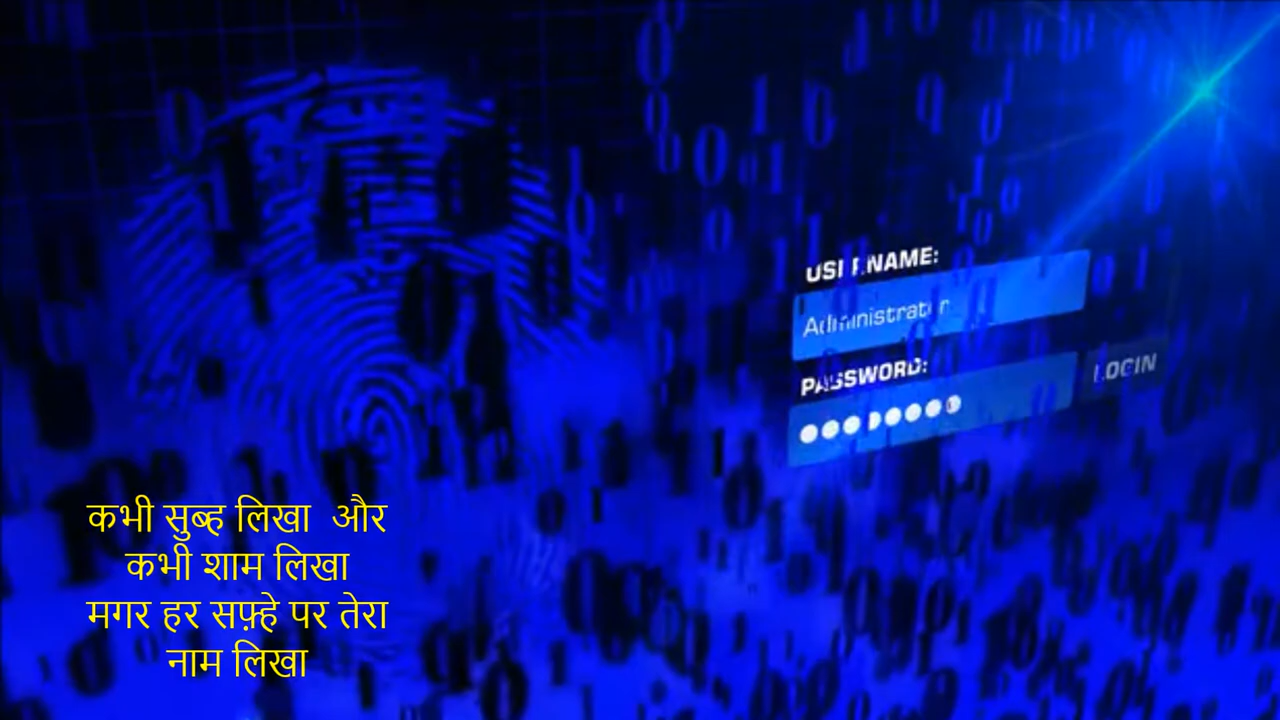 USERNAME:
Administrator
PASSWORD:
LOGIN
कभी सुब्ह लिखा  और
कभी शाम लिखा
मगर हर सफ़्हे पर तेरा
नाम लिखा